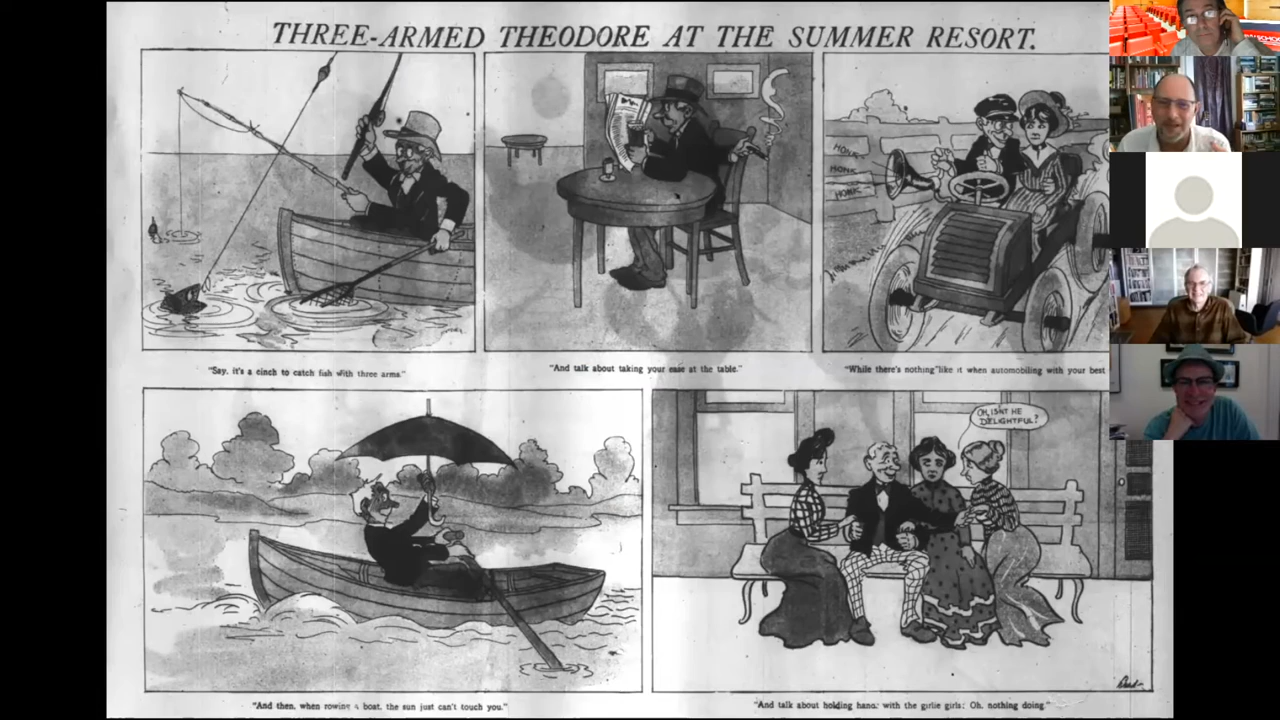 THREE-ARMED THEODORE AT THE SUMMER RESORT.
HONK
HONK
HONK
"Say, it's a cinch to catch fish with three arms."
"And talk about taking your ease at the table."
"While there's nothing like it when automobiling with your best
OH, ISN'T HE
DELIGHTFUL?
"And then, when rowing a boat, the sun just can't touch you."
"And talk about holding hands with the girlie girls: Oh, nothing doing."